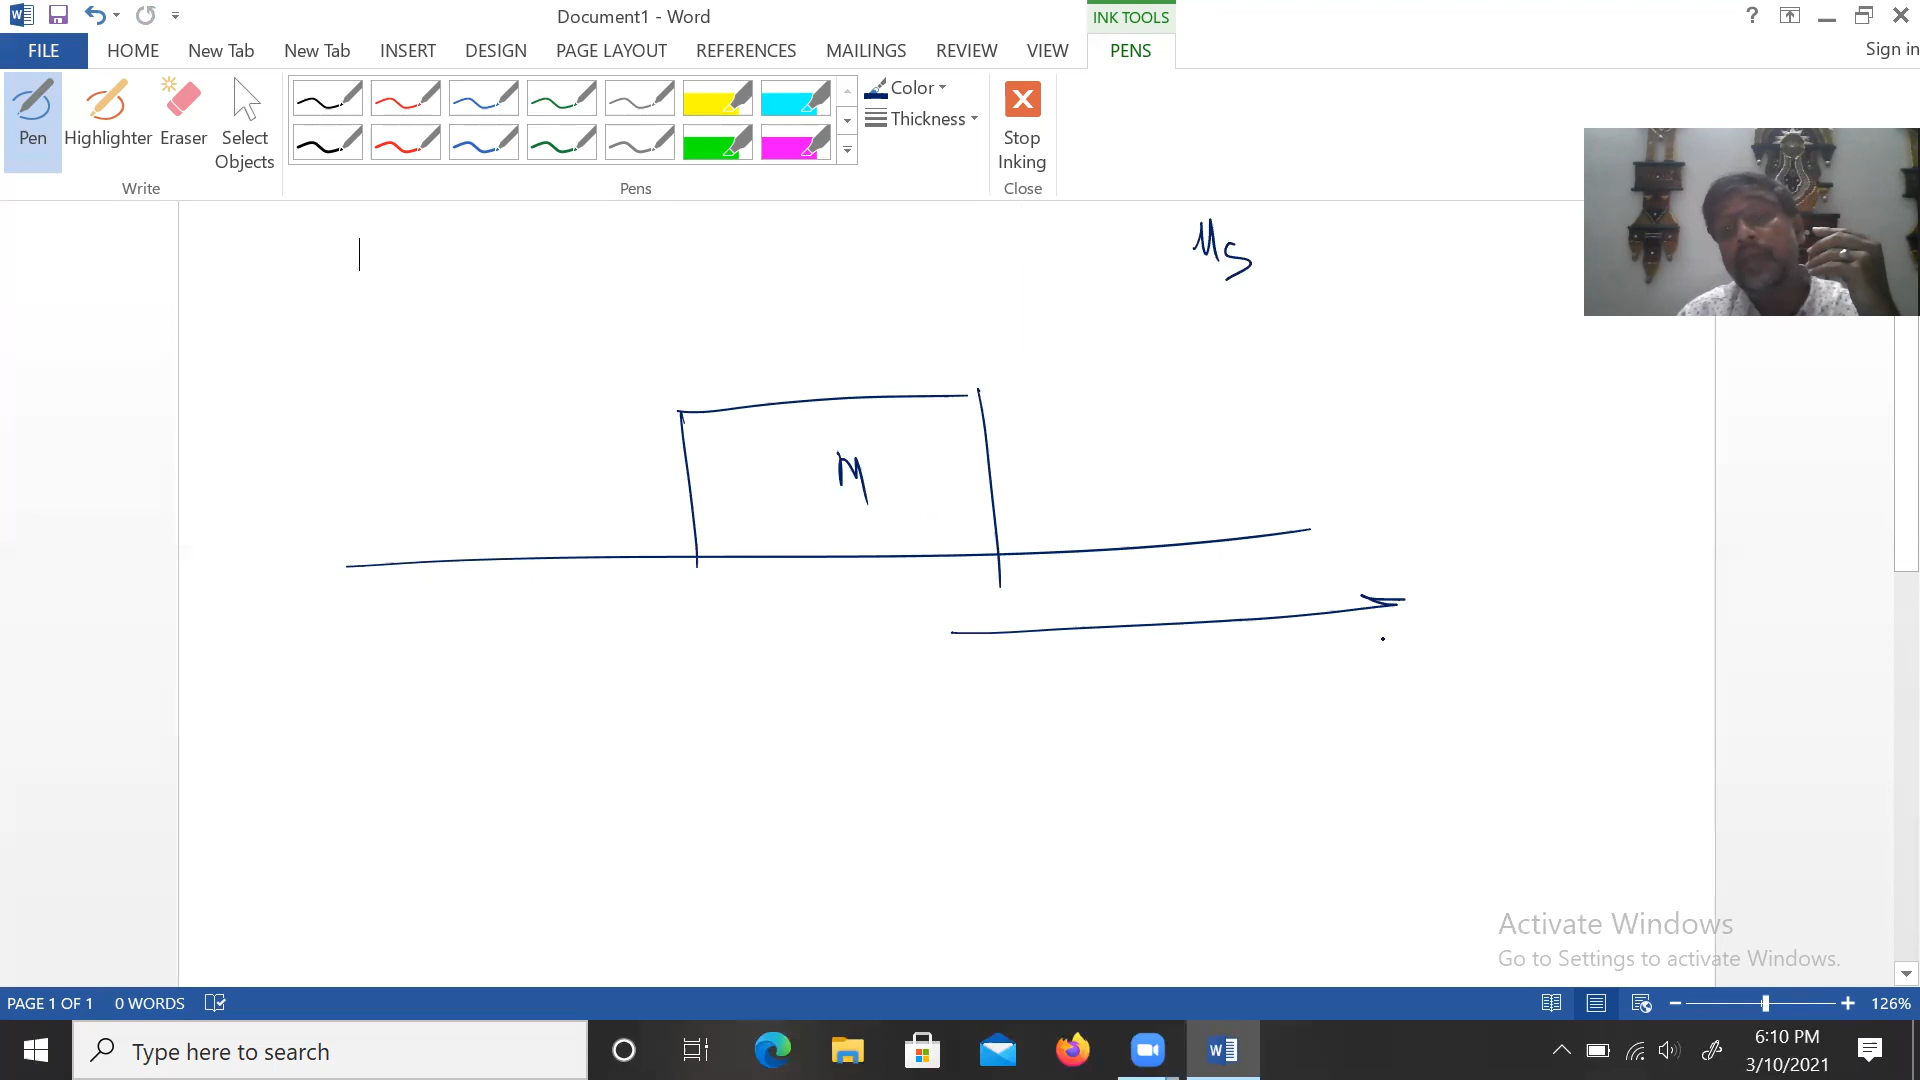 Document1 - Word
INK TOOLS
?
FILE
HOME
New Tab
New Tab
INSERT
DESIGN
PAGE LAYOUT
REFERENCES
MAILINGS
REVIEW
VIEW
PENS
Sign in
Pen
Highlighter
Eraser
Select
Objects
Color
Thickness
Stop
Inking
Write
Pens
Close
μs
M
Activate Windows
Go to Settings to activate Windows.
PAGE 1 OF 1
0 WORDS
126%
Type here to search
6:10 PM
3/10/2021